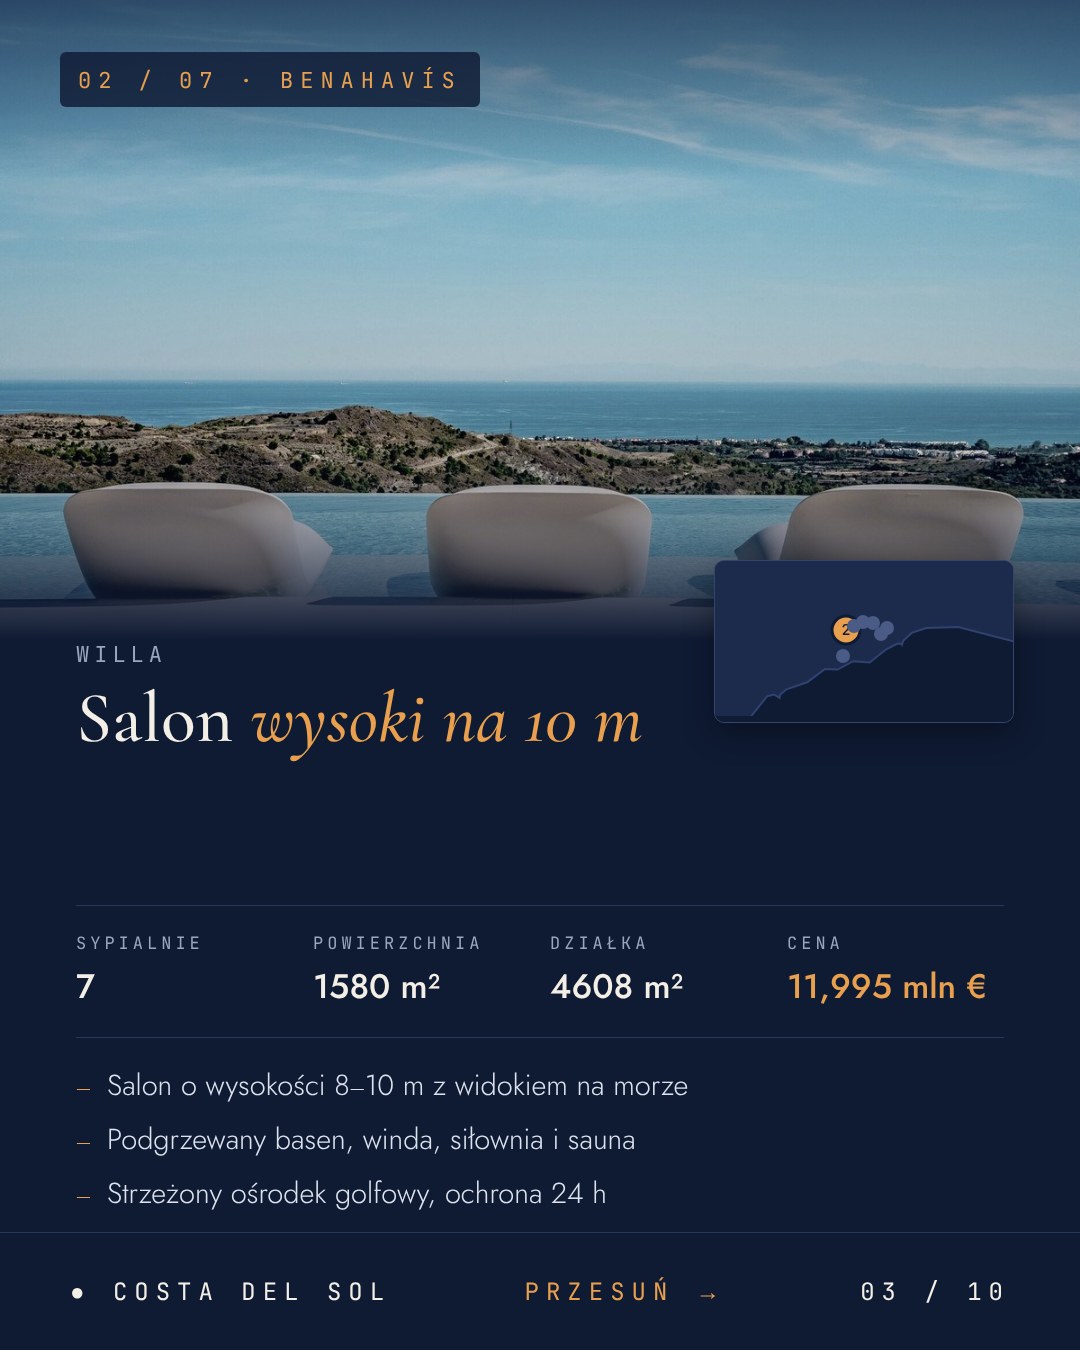 02 / 07 · BENAHAVÍS
2
WILLA
Salon wysoki na 10 m
SYPIALNIE POWIERZCHNIA DZIAŁKA CENA
7 1580 m² 4608 m² 11,995 mln €
– Salon o wysokości 8–10 m z widokiem na morze
– Podgrzewany basen, winda, siłownia i sauna
– Strzeżony ośrodek golfowy, ochrona 24 h
• COSTA DEL SOL PRZESUŃ → 03 / 10